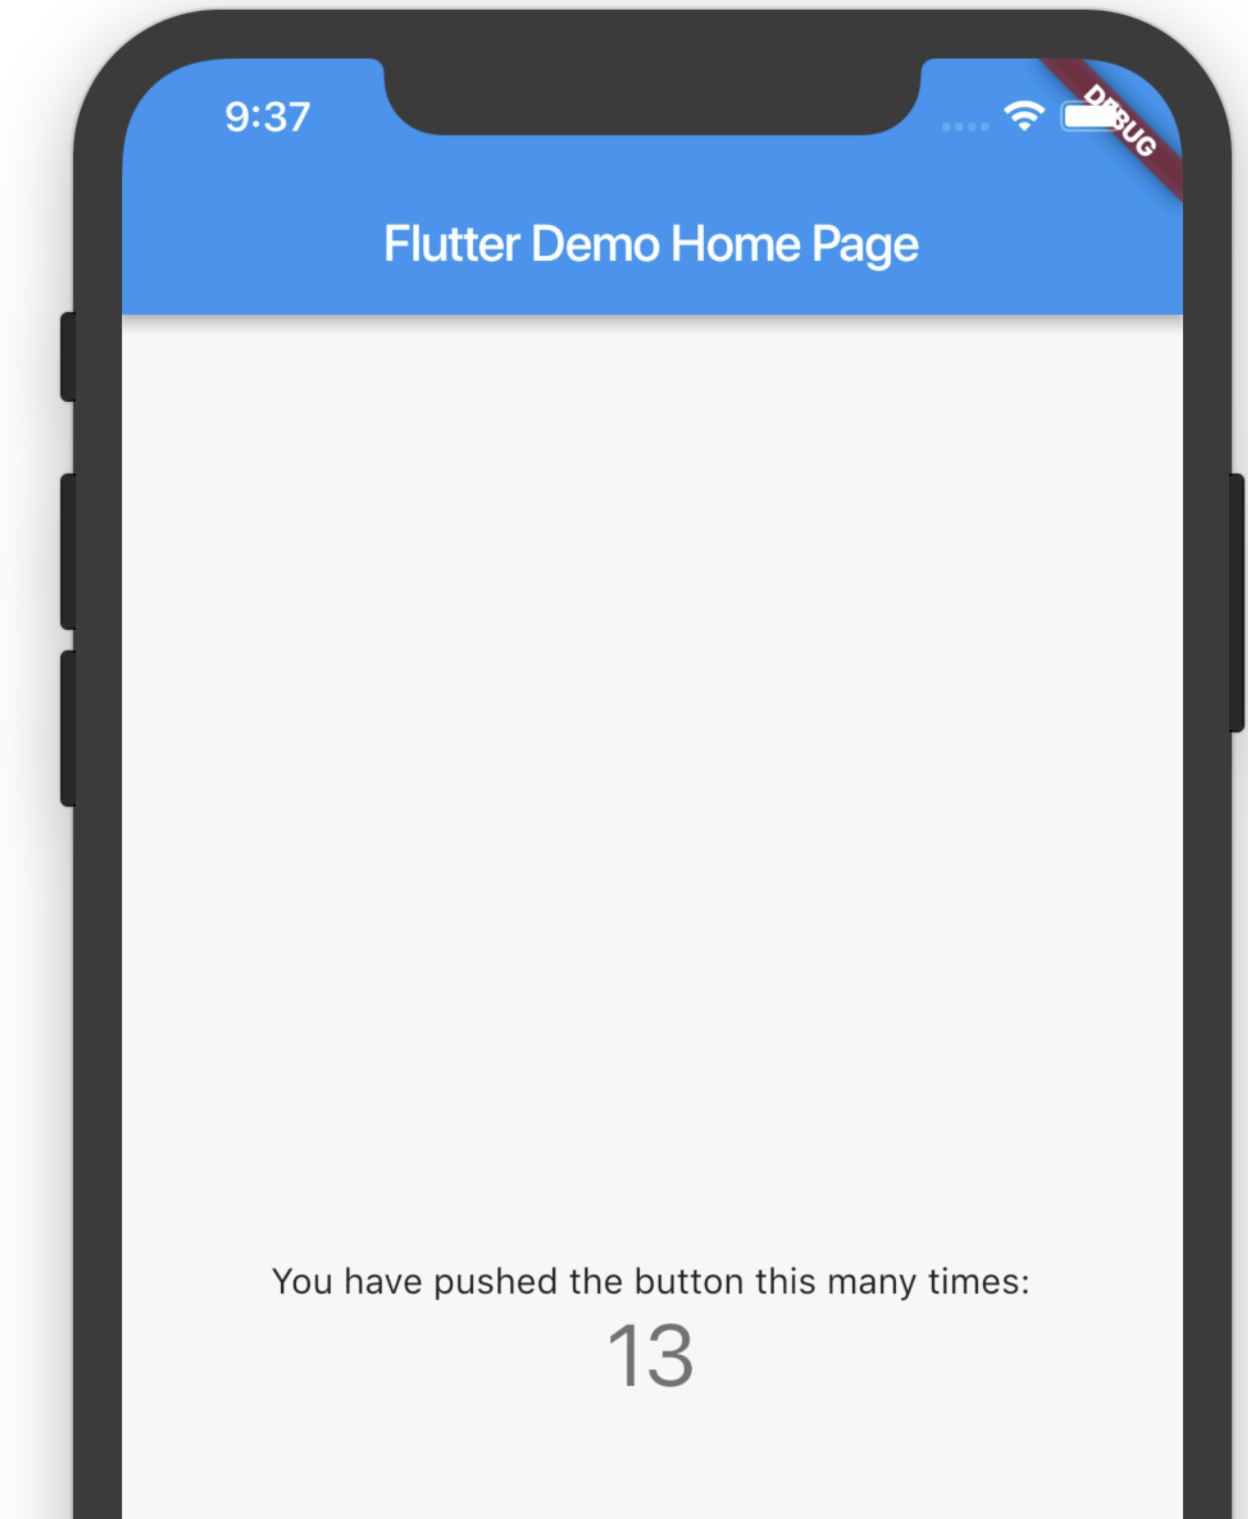 9:37
DEBUG
Flutter Demo Home Page
You have pushed the button this many times:
13